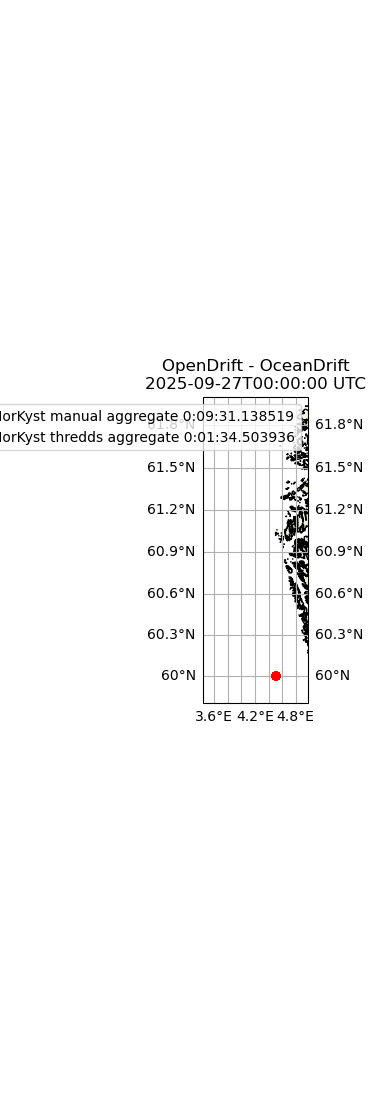 OpenDrift - OceanDrift
2025-09-27T00:00:00 UTC
manual aggregate 0:09:31.138519
61.8°N 61.8°N
thredds aggregate 0:01:34.503936
61.5°N 61.5°N
61.2°N 61.2°N
60.9°N 60.9°N
60.6°N 60.6°N
60.3°N 60.3°N
60°N 60°N
3.6°E 4.2°E 4.8°E